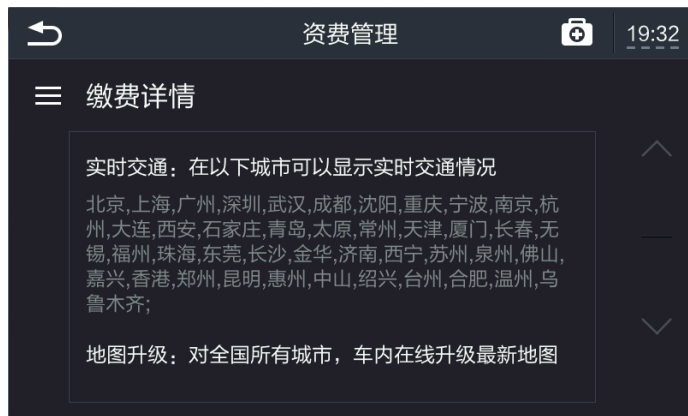 资费管理
19:32
缴费详情
实时交通：在以下城市可以显示实时交通情况
北京,上海,广州,深圳,武汉,成都,沈阳,重庆,宁波,南京,杭
州,大连,西安,石家庄,青岛,太原,常州,天津,厦门,长春,无
锡,福州,珠海,东莞,长沙,金华,济南,西宁,苏州,泉州,佛山,
嘉兴,香港,郑州,昆明,惠州,中山,绍兴,台州,合肥,温州,乌
鲁木齐;
地图升级：对全国所有城市，车内在线升级最新地图